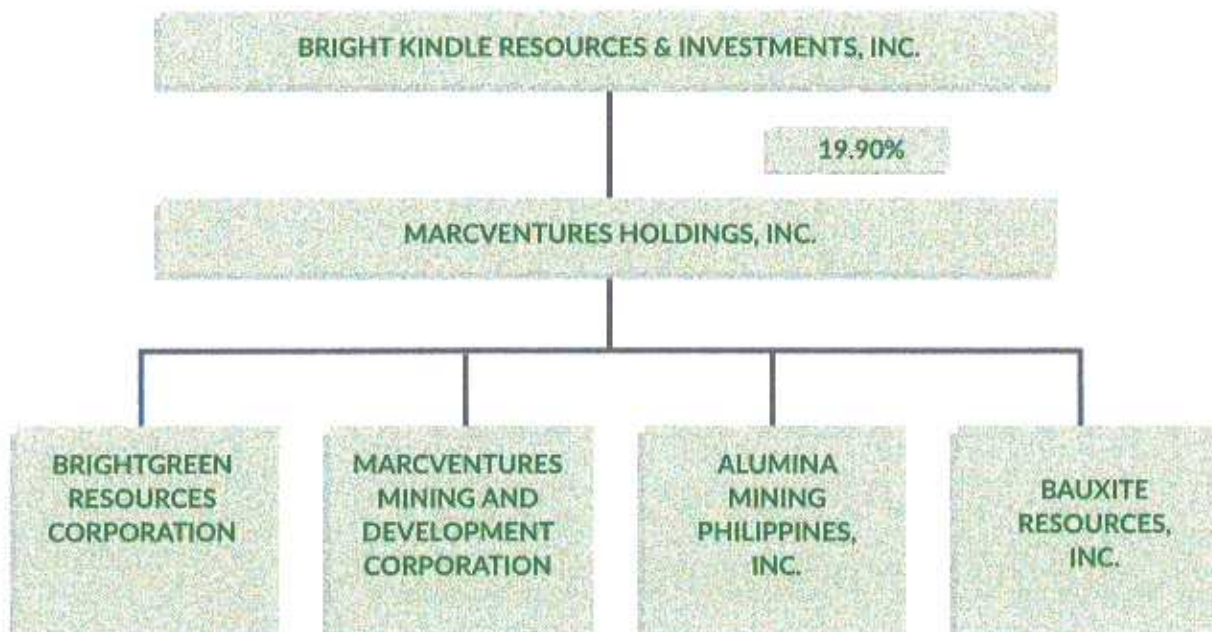 BRIGHT KINDLE RESOURCES & INVESTMENTS, INC.
19.90%
MARCVENTURES HOLDINGS, INC.
BRIGHTGREEN
RESOURCES
CORPORATION
MARCVENTURES
MINING AND
DEVELOPMENT
CORPORATION
ALUMINA
MINING
PHILIPPINES,
INC.
BAUXITE
RESOURCES,
INC.